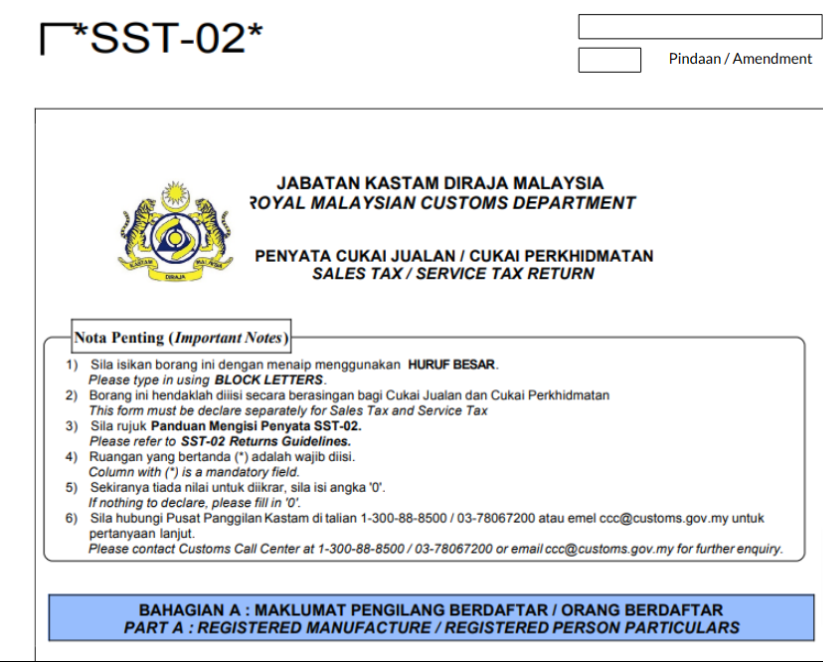 *SST-02*
Pindaan / Amendment
JABATAN KASTAM DIRAJA MALAYSIA
ROYAL MALAYSIAN CUSTOMS DEPARTMENT
PENYATA CUKAI JUALAN / CUKAI PERKHIDMATAN
SALES TAX / SERVICE TAX RETURN
KASTAM DIRAJA MALAYSIA
Nota Penting (Important Notes)
1) Sila isikan borang ini dengan menaip menggunakan HURUF BESAR.
Please type in using BLOCK LETTERS.
2) Borang ini hendaklah diiisi secara berasingan bagi Cukai Jualan dan Cukai Perkhidmatan
This form must be declare separately for Sales Tax and Service Tax
3) Sila rujuk Panduan Mengisi Penyata SST-02.
Please refer to SST-02 Returns Guidelines.
4) Ruangan yang bertanda (*) adalah wajib diisi.
Column with (*) is a mandatory field.
5) Sekiranya tiada nilai untuk diikrar, sila isi angka '0'.
If nothing to declare, please fill in '0'.
6) Sila hubungi Pusat Panggilan Kastam di talian 1-300-88-8500 / 03-78067200 atau emel ccc@customs.gov.my untuk
pertanyaan lanjut.
Please contact Customs Call Center at 1-300-88-8500 / 03-78067200 or email ccc@customs.gov.my for further enquiry.
BAHAGIAN A : MAKLUMAT PENGILANG BERDAFTAR / ORANG BERDAFTAR
PART A : REGISTERED MANUFACTURE / REGISTERED PERSON PARTICULARS